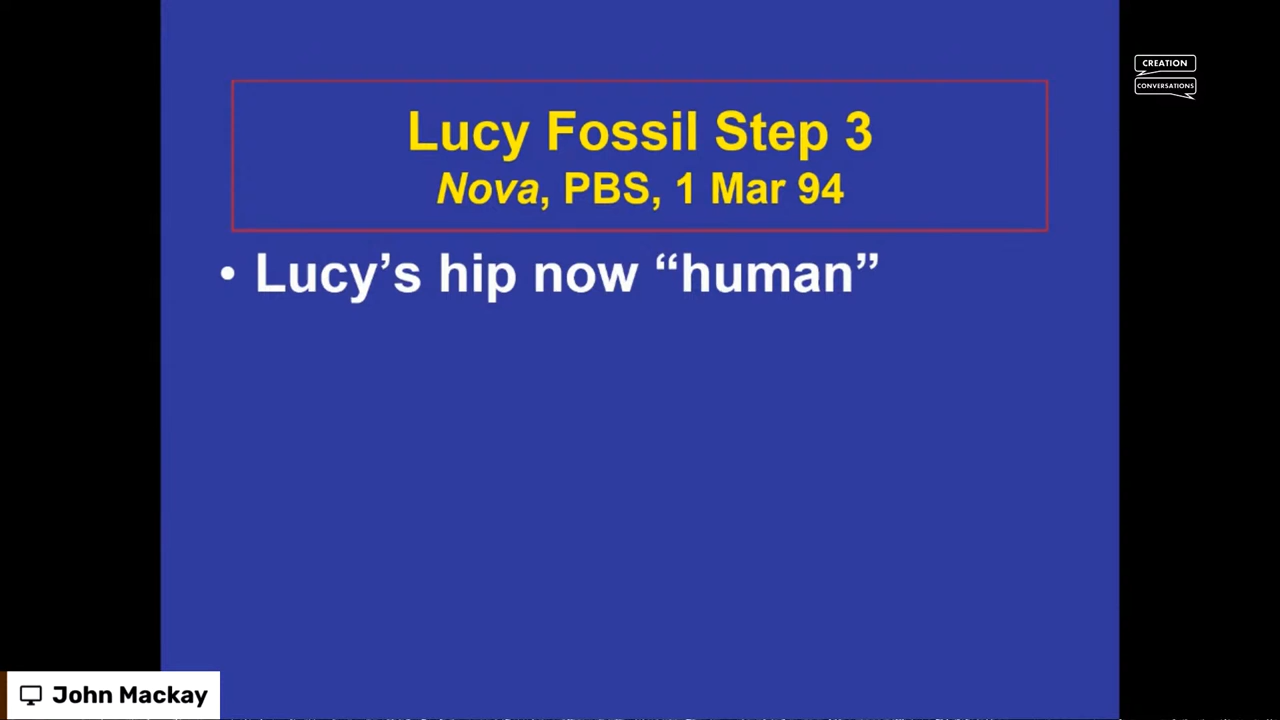 CREATION
CONVERSATIONS
Lucy Fossil Step 3
Nova, PBS, 1 Mar 94
• Lucy’s hip now “human”
John Mackay